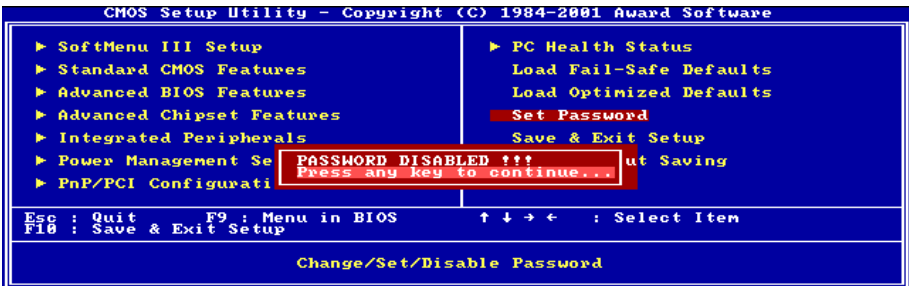 CMOS Setup Utility - Copyright (C) 1984-2001 Award Software
▶ SoftMenu III Setup
▶ Standard CMOS Features
▶ Advanced BIOS Features
▶ Advanced Chipset Features
▶ Integrated Peripherals
▶ Power Management Se
▶ PnP/PCI Configurati
▶ PC Health Status
Load Fail-Safe Defaults
Load Optimized Defaults
Set Password
Save & Exit Setup
ut Saving
PASSWORD DISABLED !!!
Press any key to continue...
Esc : Quit F9 : Menu in BIOS ↑ ↓ → ← : Select Item
F10 : Save & Exit Setup
Change/Set/Disable Password